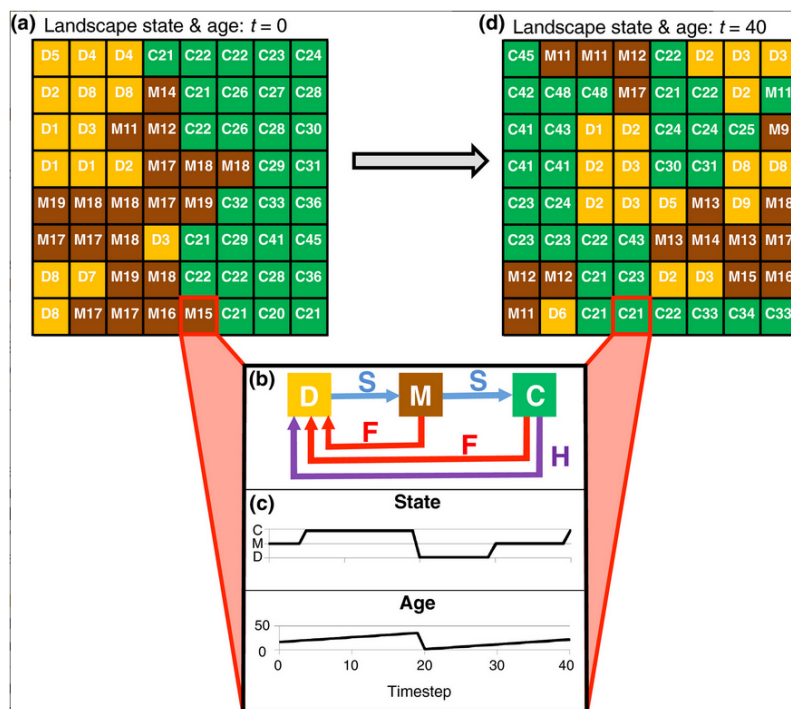 (a) Landscape state & age: t = 0
D5 D4 D4 C21 C22 C22 C23 C24
D2 D8 D8 M14 C21 C26 C27 C28
D1 D3 M11 M12 C22 C26 C28 C30
D1 D1 D2 M17 M18 M18 C29 C31
M19 M18 M18 M17 M19 C32 C33 C36
M17 M17 M18 D3 C21 C29 C41 C45
D8 D7 M19 M18 C22 C22 C28 C36
D8 M17 M17 M16 M15 C21 C20 C21
(d) Landscape state & age: t = 40
C45 M11 M11 M12 C22 D2 D3 D3
C42 C48 C48 M17 C21 C22 D2 M11
C41 C43 D1 D2 C24 C24 C25 M9
C41 C41 D2 D3 C30 C31 D8 D8
C23 C24 D2 D3 D5 M13 D9 M18
C23 C23 C22 C43 M13 M14 M13 M17
M12 M12 C21 C23 D2 D3 M15 M16
M11 D6 C21 C21 C22 C33 C34 C33
(b)
S S
D M C
F
F
H
(c) State
C
M
D
Age
50
0
0 10 20 30 40
Timestep